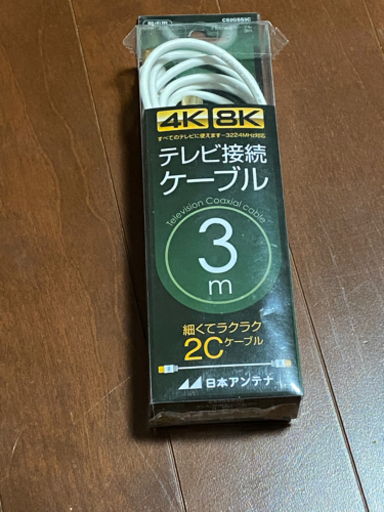 4K 8K
すべてのテレビに使えます—3224MHz対応
テレビ接続
ケーブル
Television Coaxial cable
3
m
細くてラクラク
2Cケーブル
日本アンテナ